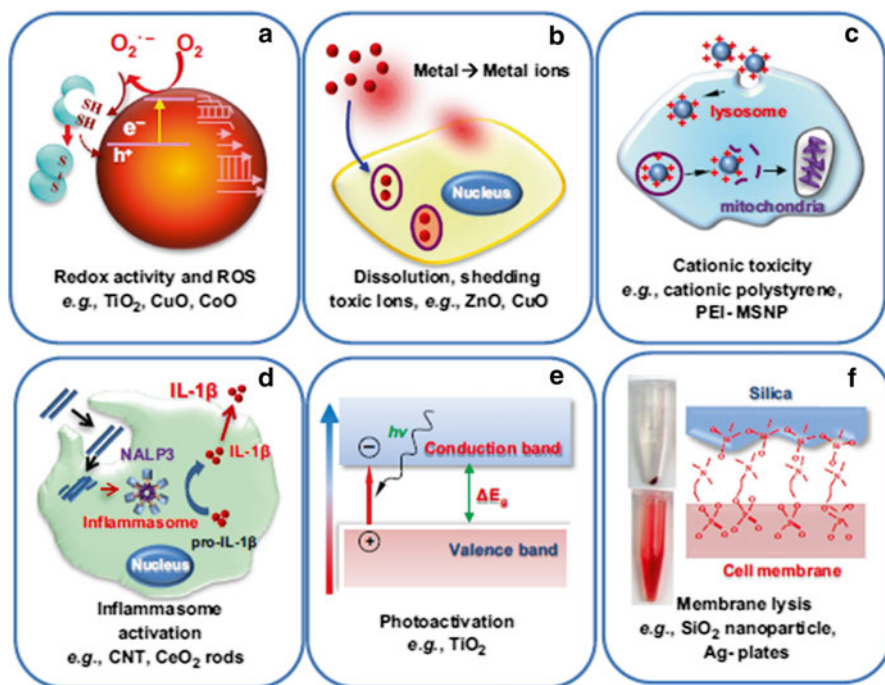 a
O₂·⁻ O₂
SH
SH
e⁻
h⁺
S
S
Redox activity and ROS
e.g., TiO₂, CuO, CoO
b
Metal → Metal ions
Nucleus
Dissolution, shedding
toxic Ions, e.g., ZnO, CuO
c
lysosome
mitochondria
Cationic toxicity
e.g., cationic polystyrene,
PEI- MSNP
d
IL-1β
NALP3
IL-1β
Inflammasome
pro-IL-1β
Nucleus
Inflammasome
activation
e.g., CNT, CeO₂ rods
e
hv
Conduction band
ΔE₉
Valence band
Photoactivation
e.g., TiO₂
f
Silica
Cell membrane
Membrane lysis
e.g., SiO₂ nanoparticle,
Ag- plates